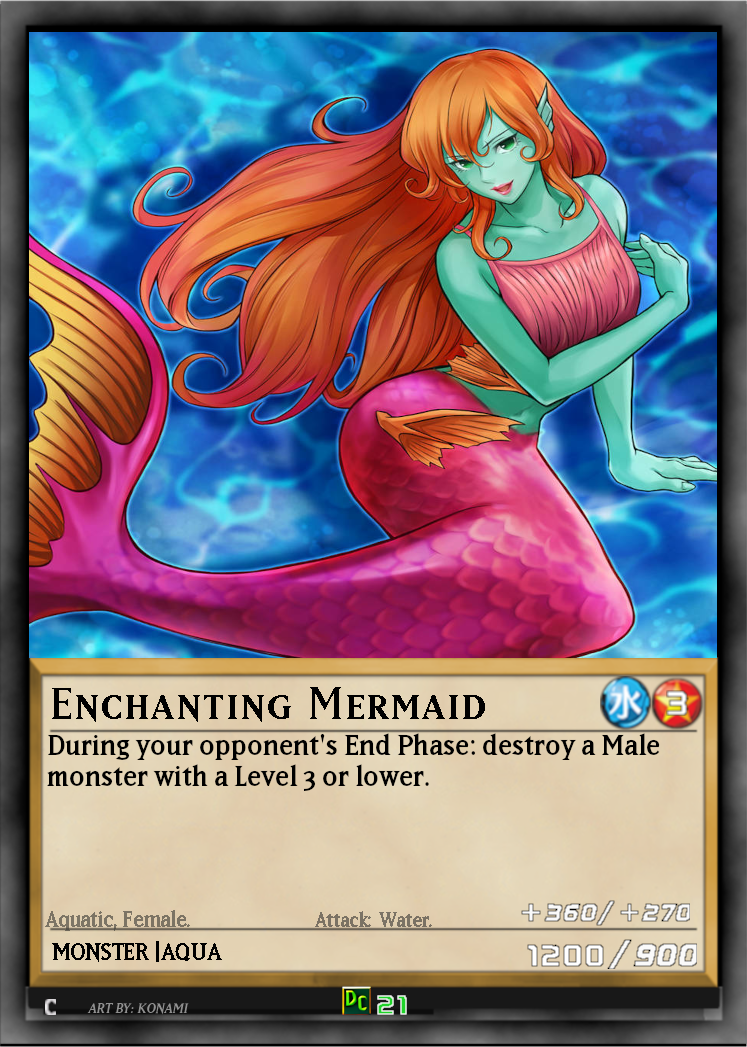 Enchanting Mermaid 水 3
During your opponent's End Phase: destroy a Male
monster with a Level 3 or lower.
Aquatic, Female. Attack: Water. +360/ +270
MONSTER |AQUA 1200/900
C ART BY: KONAMI DC 21